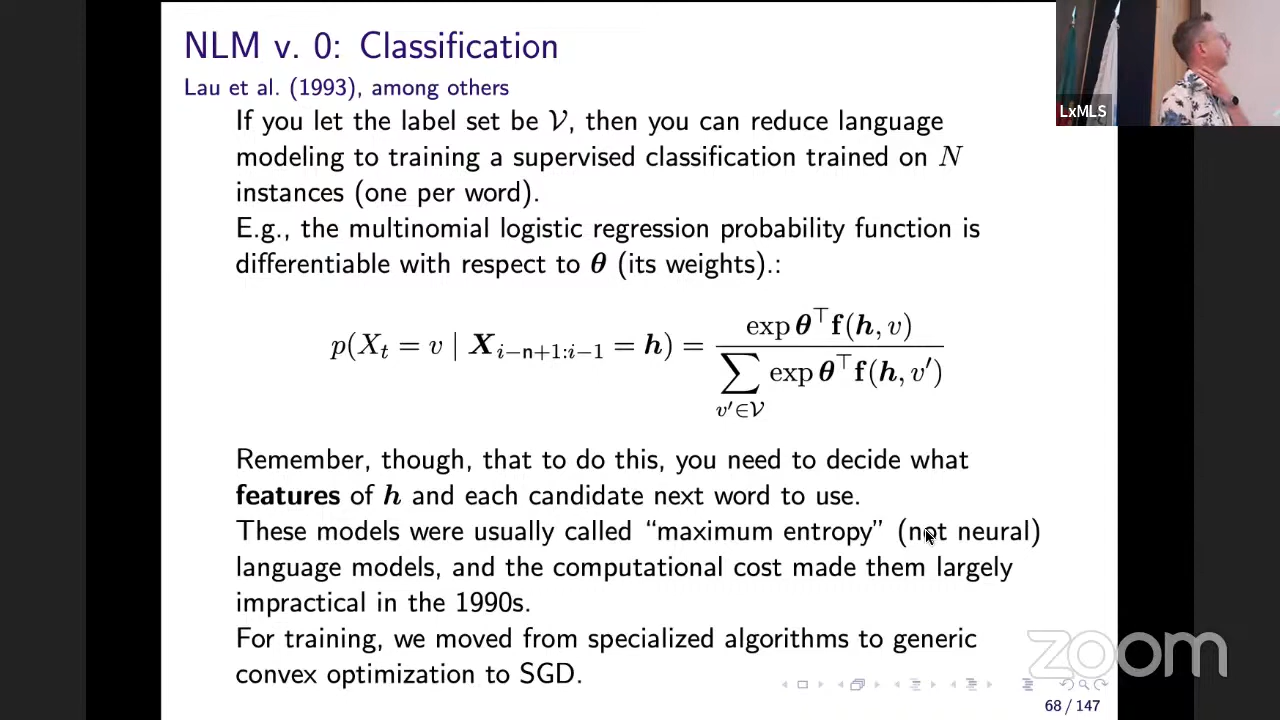 NLM v. 0: Classification
Lau et al. (1993), among others
If you let the label set be 𝒱, then you can reduce language
modeling to training a supervised classification trained on N
instances (one per word).
E.g., the multinomial logistic regression probability function is
differentiable with respect to θ (its weights).:
p(X_t = v | X_{i−n+1:i−1} = h) = exp θ^⊤ f(h, v) / ∑_{v′∈𝒱} exp θ^⊤ f(h, v′)
Remember, though, that to do this, you need to decide what
features of h and each candidate next word to use.
These models were usually called “maximum entropy” (not neural)
language models, and the computational cost made them largely
impractical in the 1990s.
For training, we moved from specialized algorithms to generic
convex optimization to SGD.
68 / 147
LxMLS
zoom